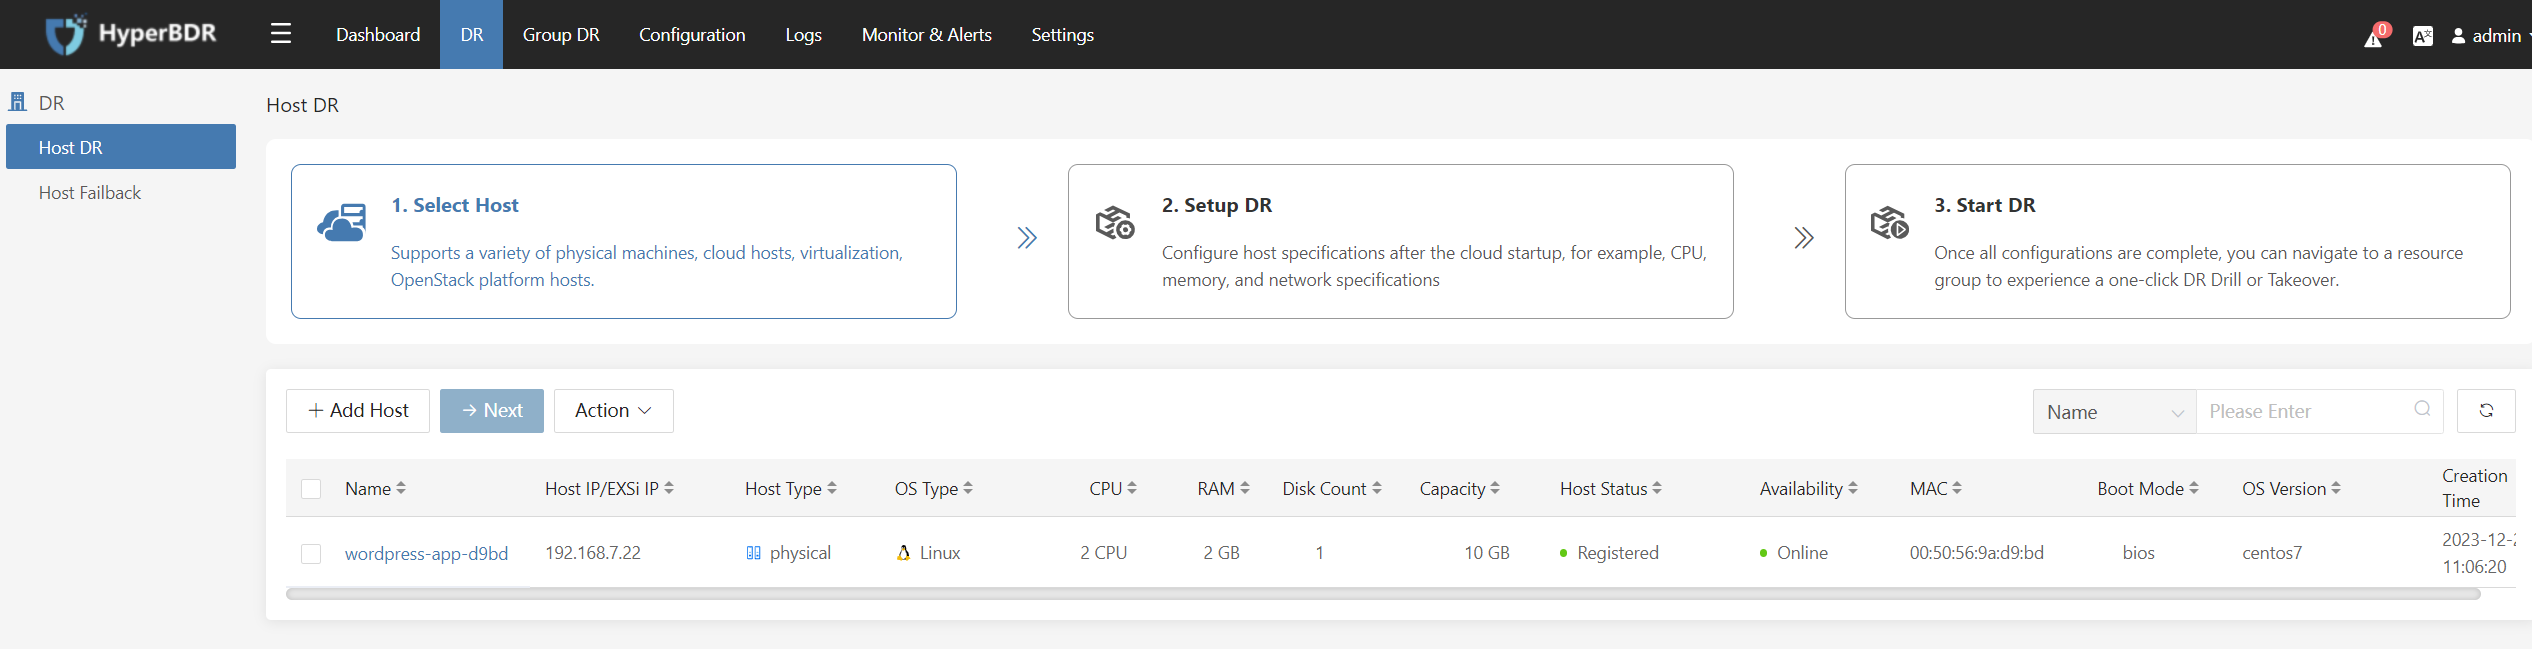 HyperBDR
Dashboard DR Group DR Configuration Logs Monitor & Alerts Settings
0
admin
DR
Host DR
Host Failback
Host DR
1. Select Host
Supports a variety of physical machines, cloud hosts, virtualization,
OpenStack platform hosts.
2. Setup DR
Configure host specifications after the cloud startup, for example, CPU,
memory, and network specifications
3. Start DR
Once all configurations are complete, you can navigate to a resource
group to experience a one-click DR Drill or Takeover.
+ Add Host → Next Action
Name Please Enter
Name Host IP/EXSi IP Host Type OS Type CPU RAM Disk Count Capacity Host Status Availability MAC Boot Mode OS Version Creation
Time
wordpress-app-d9bd 192.168.7.22 physical Linux 2 CPU 2 GB 1 10 GB Registered Online 00:50:56:9a:d9:bd bios centos7 2023-12-
11:06:20